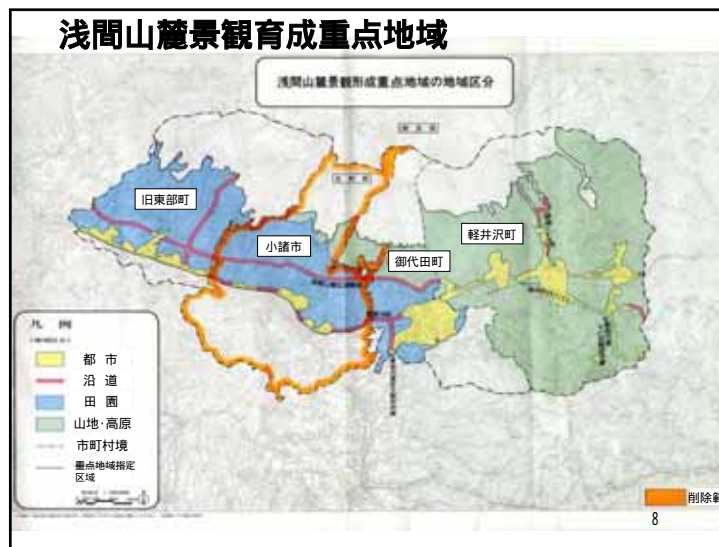 浅間山麓景観育成重点地域
浅間山麓景観形成重点地域の地域区分
旧東部町
小諸市
御代田町
軽井沢町
凡 例
都 市
沿 道
田 園
山地・高原
市町村境
重点地域指定
区域
削除範
8